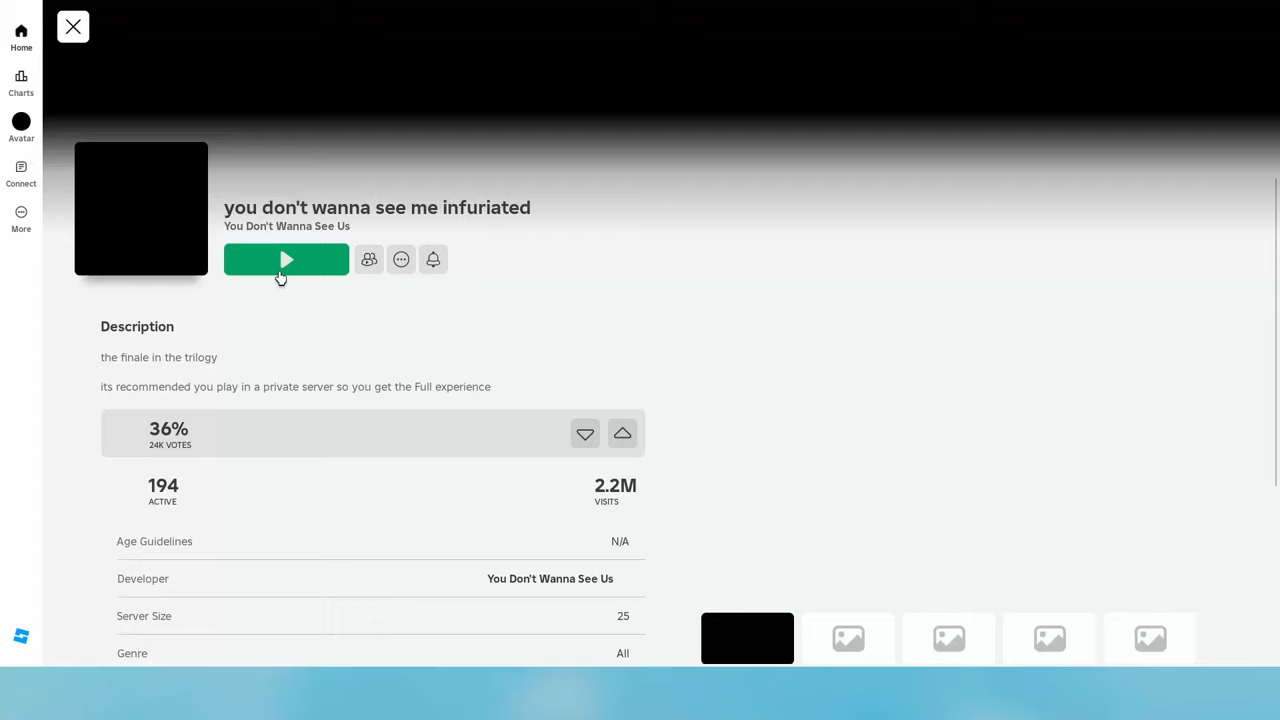 Home
Charts
Avatar
Connect
More
you don't wanna see me infuriated
You Don't Wanna See Us
Description
the finale in the trilogy
its recommended you play in a private server so you get the Full experience
36%
24K VOTES
194
ACTIVE
2.2M
VISITS
Age Guidelines N/A
Developer You Don't Wanna See Us
Server Size 25
Genre All